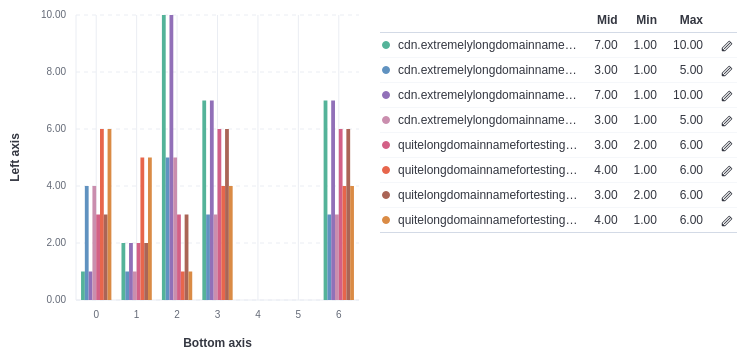 10.00
8.00
6.00
4.00
2.00
0.00
Left axis
0 1 2 3 4 5 6
Bottom axis
Mid Min Max
cdn.extremelylongdomainname… 7.00 1.00 10.00
cdn.extremelylongdomainname… 3.00 1.00 5.00
cdn.extremelylongdomainname… 7.00 1.00 10.00
cdn.extremelylongdomainname… 3.00 1.00 5.00
quitelongdomainnamefortesting… 3.00 2.00 6.00
quitelongdomainnamefortesting… 4.00 1.00 6.00
quitelongdomainnamefortesting… 3.00 2.00 6.00
quitelongdomainnamefortesting… 4.00 1.00 6.00